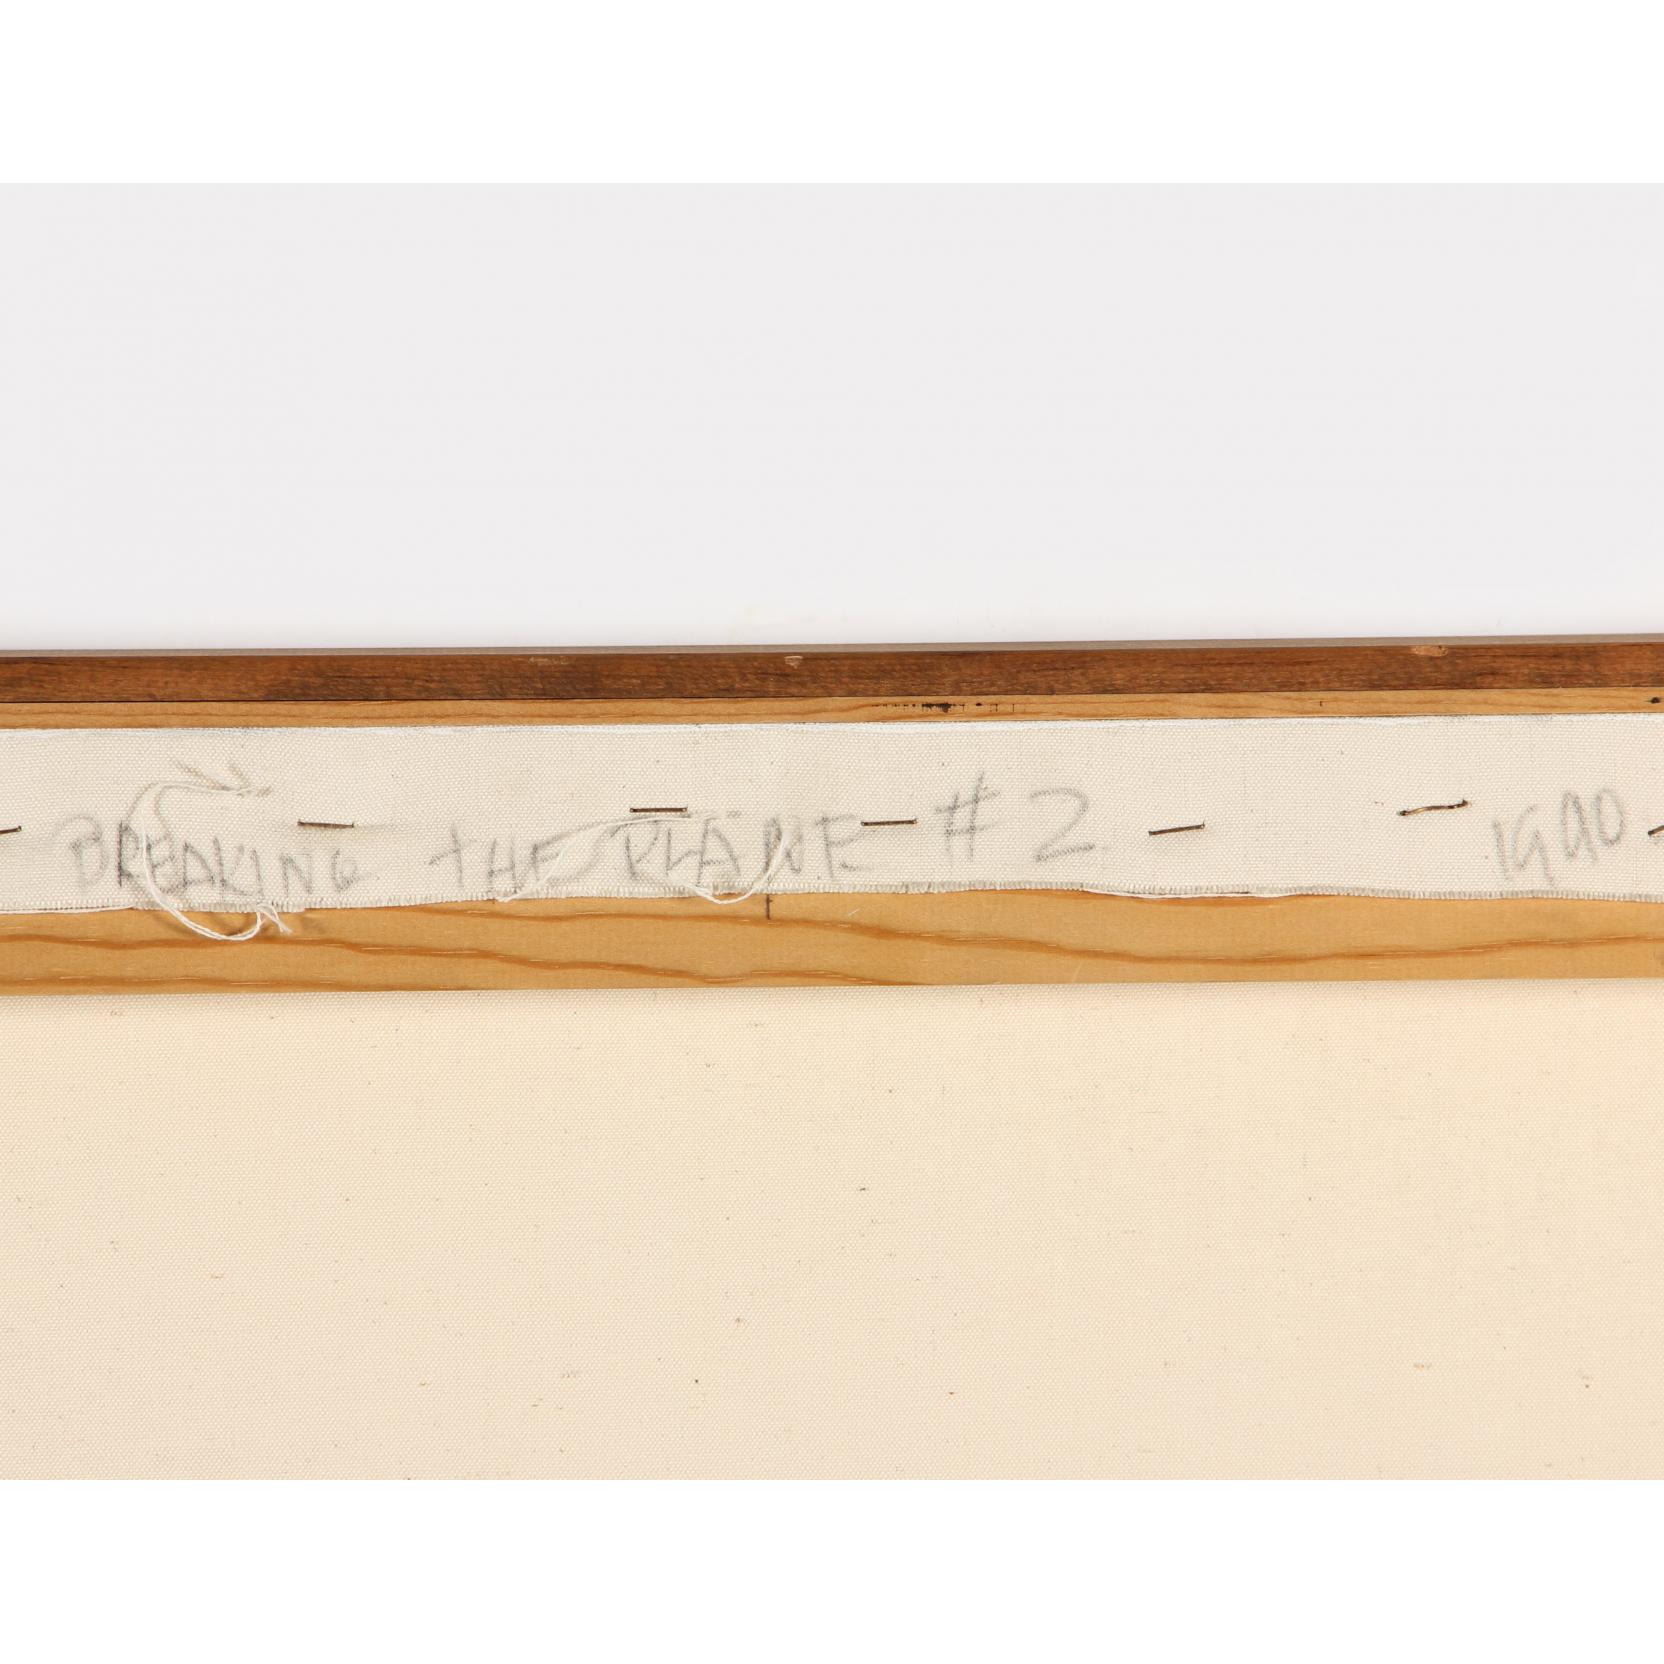 BREAKING THE PLANE # 2 1990